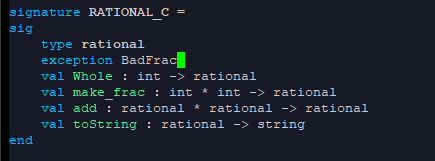 signature RATIONAL_C =
sig
    type rational
    exception BadFrac
    val Whole : int -> rational
    val make_frac : int * int -> rational
    val add : rational * rational -> rational
    val toString : rational -> string
end